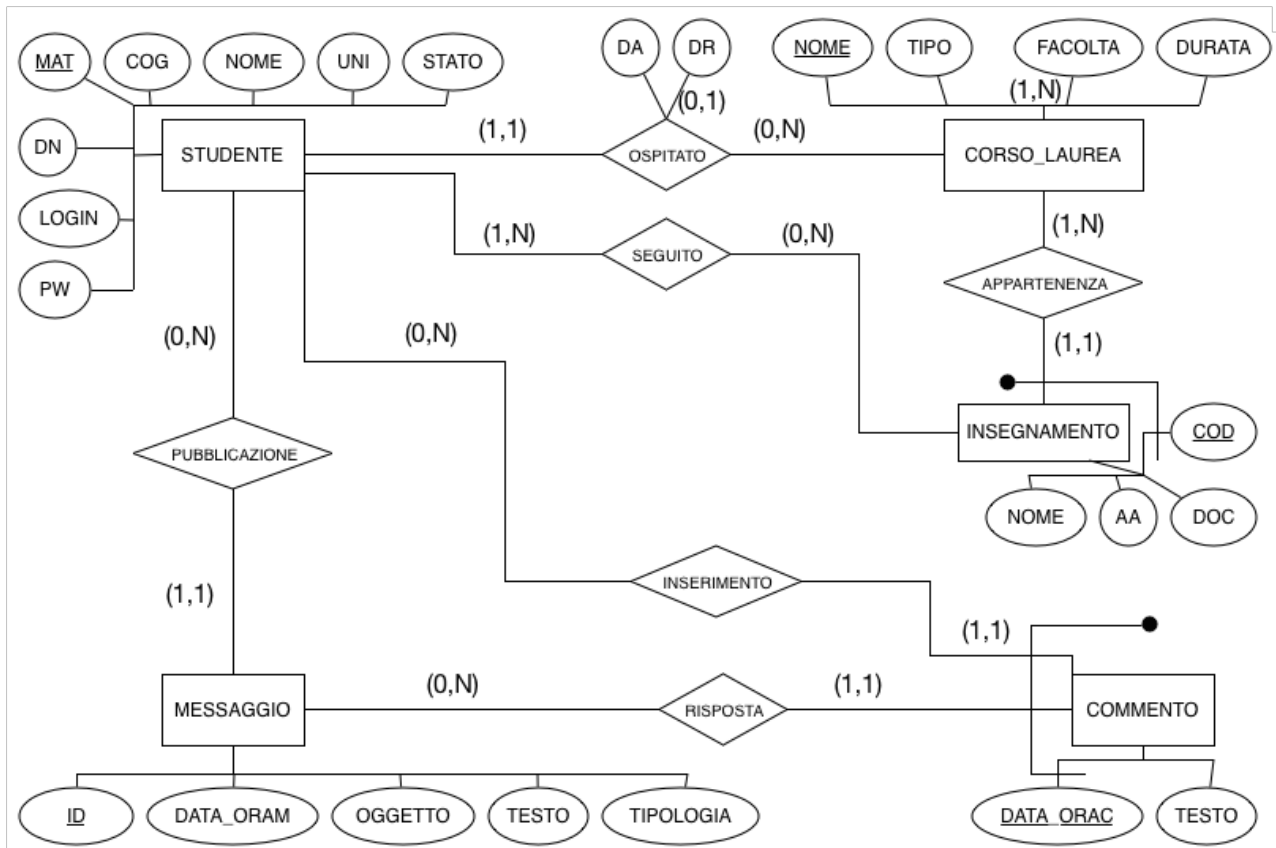 MAT COG NOME UNI STATO DA DR NOME TIPO FACOLTA DURATA
(0,1) (1,N)
DN STUDENTE (1,1) OSPITATO (0,N) CORSO_LAUREA
LOGIN (1,N) SEGUITO (0,N) (1,N)
PW APPARTENENZA
(0,N) (0,N) (1,1)
INSEGNAMENTO COD
PUBBLICAZIONE
NOME AA DOC
(1,1) INSERIMENTO
(1,1)
MESSAGGIO (0,N) RISPOSTA (1,1) COMMENTO
ID DATA_ORAM OGGETTO TESTO TIPOLOGIA DATA_ORAC TESTO